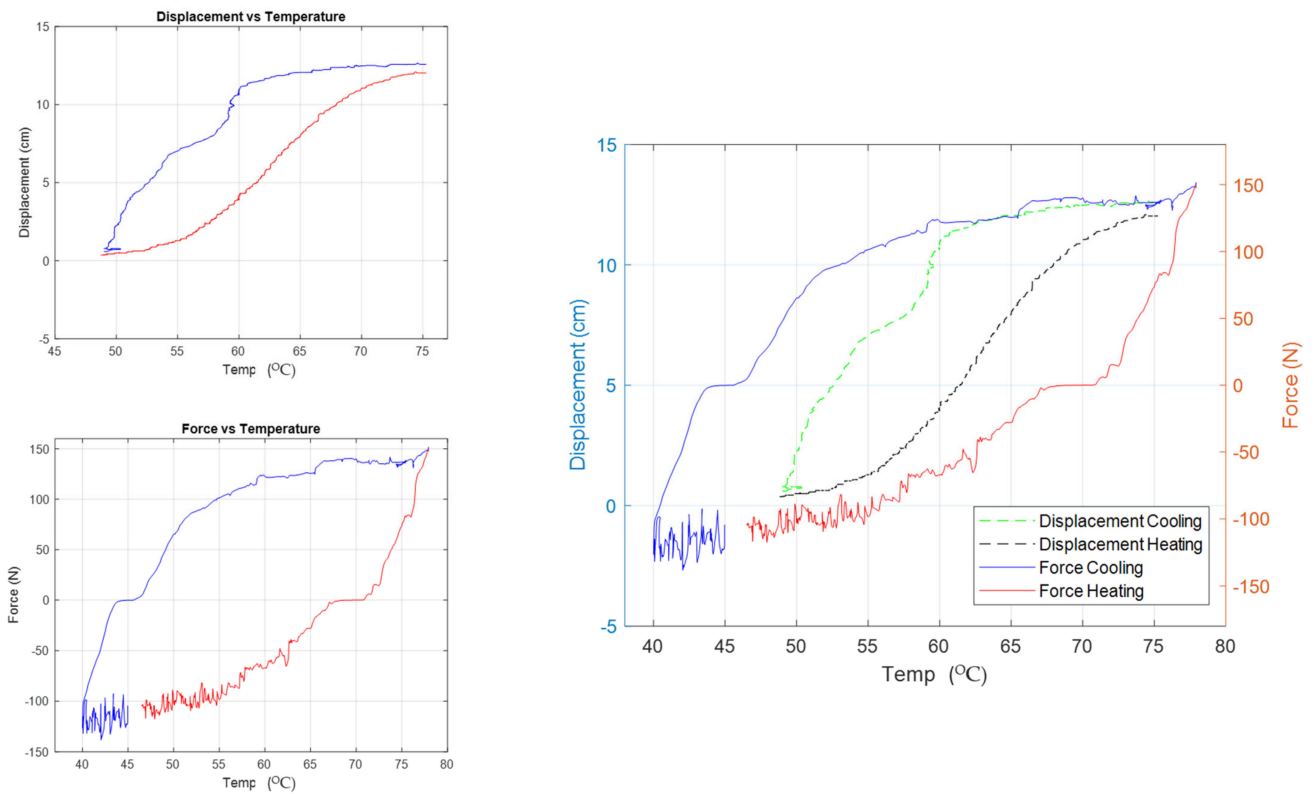 Displacement vs Temperature
15
10
5
0
-5
Displacement (cm)
45 50 55 60 65 70 75
Temp (OC)
Force vs Temperature
150
100
50
0
-50
-100
-150
Force (N)
40 45 50 55 60 65 70 75 80
Temp (OC)
15
10
5
0
-5
Displacement (cm)
150
100
50
0
-50
-100
-150
Force (N)
Displacement Cooling
Displacement Heating
Force Cooling
Force Heating
40 45 50 55 60 65 70 75 80
Temp (OC)